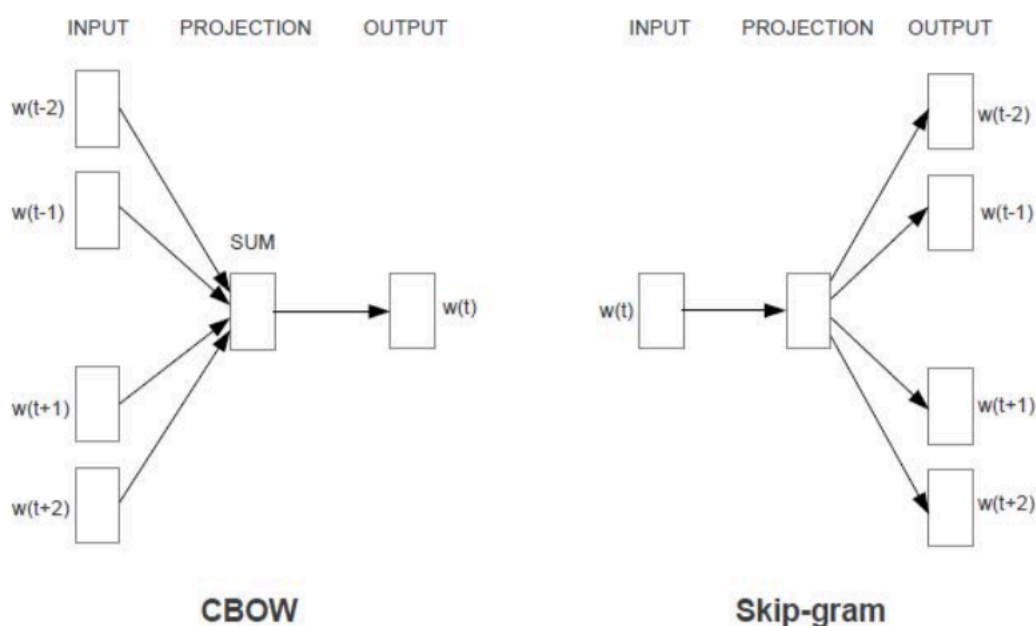 INPUT PROJECTION OUTPUT
w(t-2)
w(t-1)
SUM
w(t)
w(t+1)
w(t+2)
CBOW
INPUT PROJECTION OUTPUT
w(t-2)
w(t-1)
w(t)
w(t+1)
w(t+2)
Skip-gram